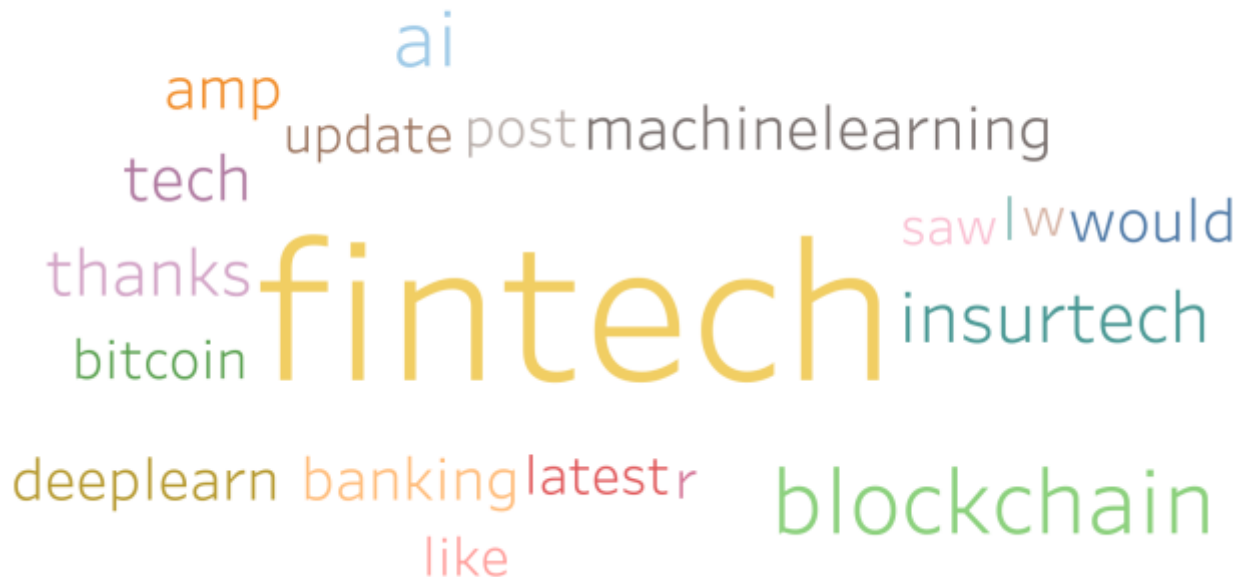 ai
amp
update post machinelearning
tech
saw l w would
thanks fintech
insurtech
bitcoin
deeplearn banking latest r
blockchain
like